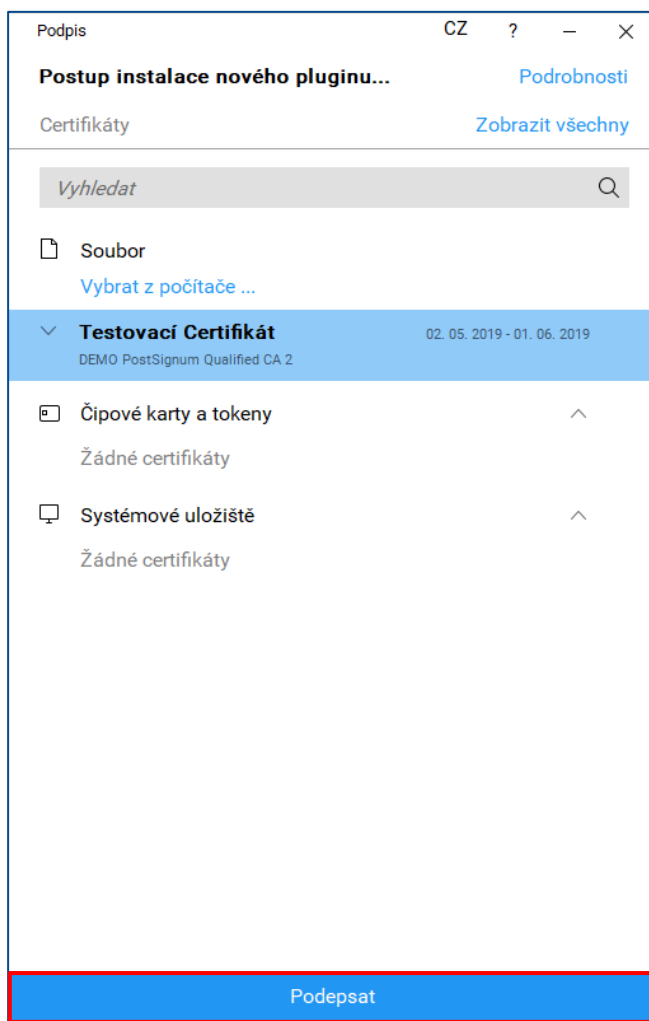 Podpis CZ ?
Postup instalace nového pluginu... Podrobnosti
Certifikáty Zobrazit všechny
Vyhledat
Soubor
Vybrat z počítače ...
Testovací Certifikát 02. 05. 2019 - 01. 06. 2019
DEMO PostSignum Qualified CA 2
Čipové karty a tokeny
Žádné certifikáty
Systémové uložiště
Žádné certifikáty
Podepsat